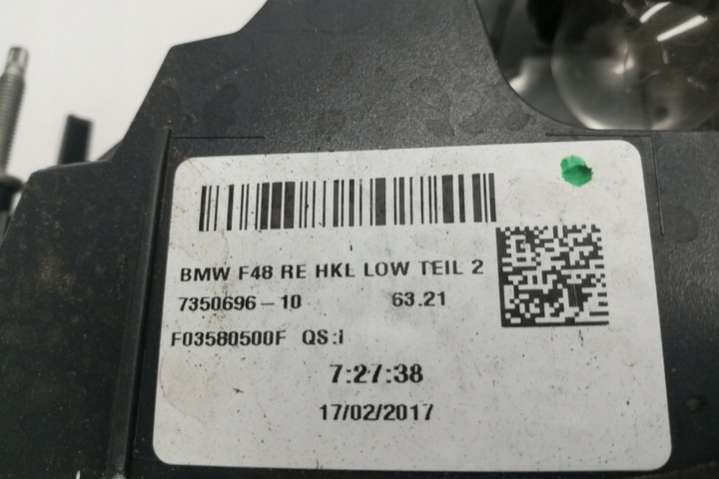 BMW F48 RE HKL LOW TEIL 2
7350696-10 63.21
F03580500F QS:i
7:27:38
17/02/2017